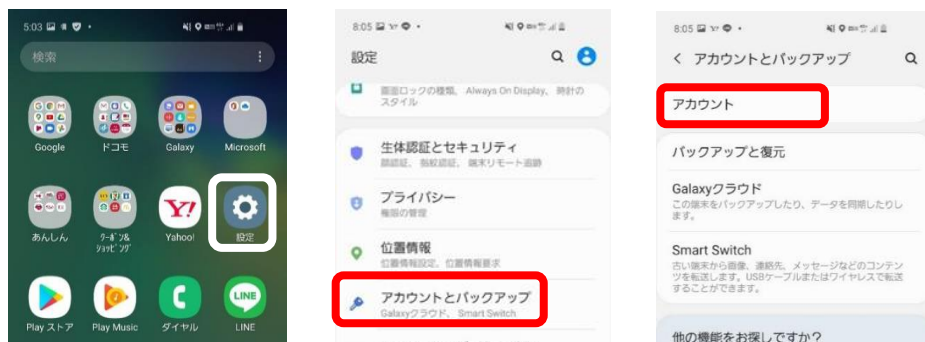 5:03
検索
Google
ドコモ
Galaxy
Microsoft
あんしん
クーポン&
ショッピング
Yahoo!
設定
Play ストア
Play Music
ダイヤル
LINE
8:05
設定
画面ロックの種類、 Always On Display、 時計の
スタイル
生体認証とセキュリティ
顔認証、 指紋認証、 端末リモート追跡
プライバシー
権限の管理
位置情報
位置情報設定、 位置情報要求
アカウントとバックアップ
Galaxyクラウド、 Smart Switch
8:05
アカウントとバックアップ
アカウント
バックアップと復元
Galaxyクラウド
この端末をバックアップしたり、データを同期したりし
ます。
Smart Switch
古い端末から画像、連絡先、メッセージなどのコンテン
ツを転送します。USBケーブルまたはワイヤレスで転送
することができます。
他の機能をお探しですか?